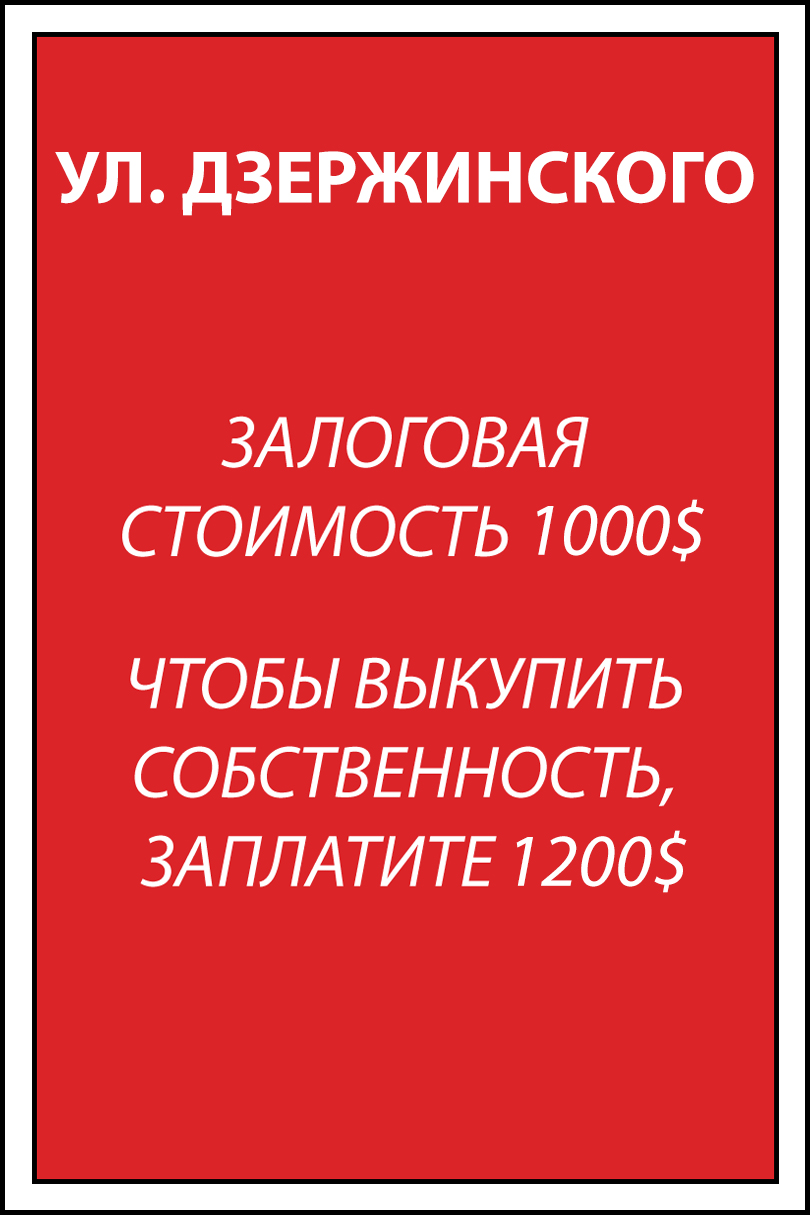 УЛ. ДЗЕРЖИНСКОГО
ЗАЛОГОВАЯ
СТОИМОСТЬ 1000$
ЧТОБЫ ВЫКУПИТЬ
СОБСТВЕННОСТЬ,
ЗАПЛАТИТЕ 1200$